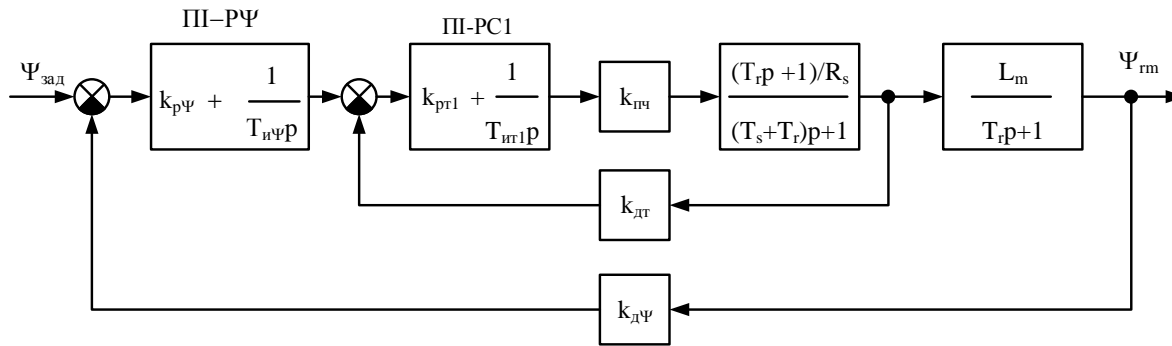 ПІ–РΨ
ПІ-РС1
Ψзад
kрΨ +
1
TиΨp
kрт1 +
1
Tит1p
kпч
(Trp +1)/Rs
(Ts+Tr)p+1
Lm
Trp+1
Ψrm
kдт
kдΨ